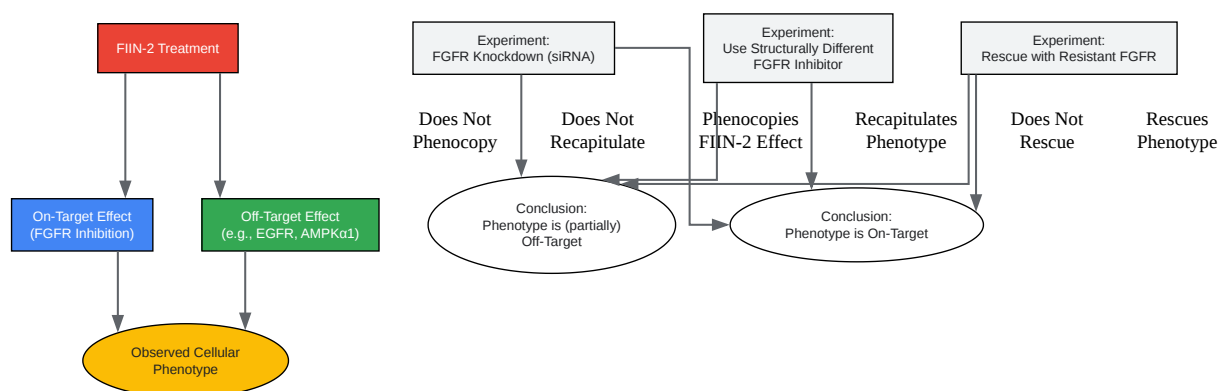 FIIN-2 Treatment
On-Target Effect
(FGFR Inhibition)
Off-Target Effect
(e.g., EGFR, AMPKα1)
Observed Cellular
Phenotype
Experiment:
FGFR Knockdown (siRNA)
Experiment:
Use Structurally Different
FGFR Inhibitor
Experiment:
Rescue with Resistant FGFR
Does Not
Phenocopy
Does Not
Recapitulate
Phenocopies
FIIN-2 Effect
Recapitulates
Phenotype
Does Not
Rescue
Rescues
Phenotype
Conclusion:
Phenotype is (partially)
Off-Target
Conclusion:
Phenotype is On-Target